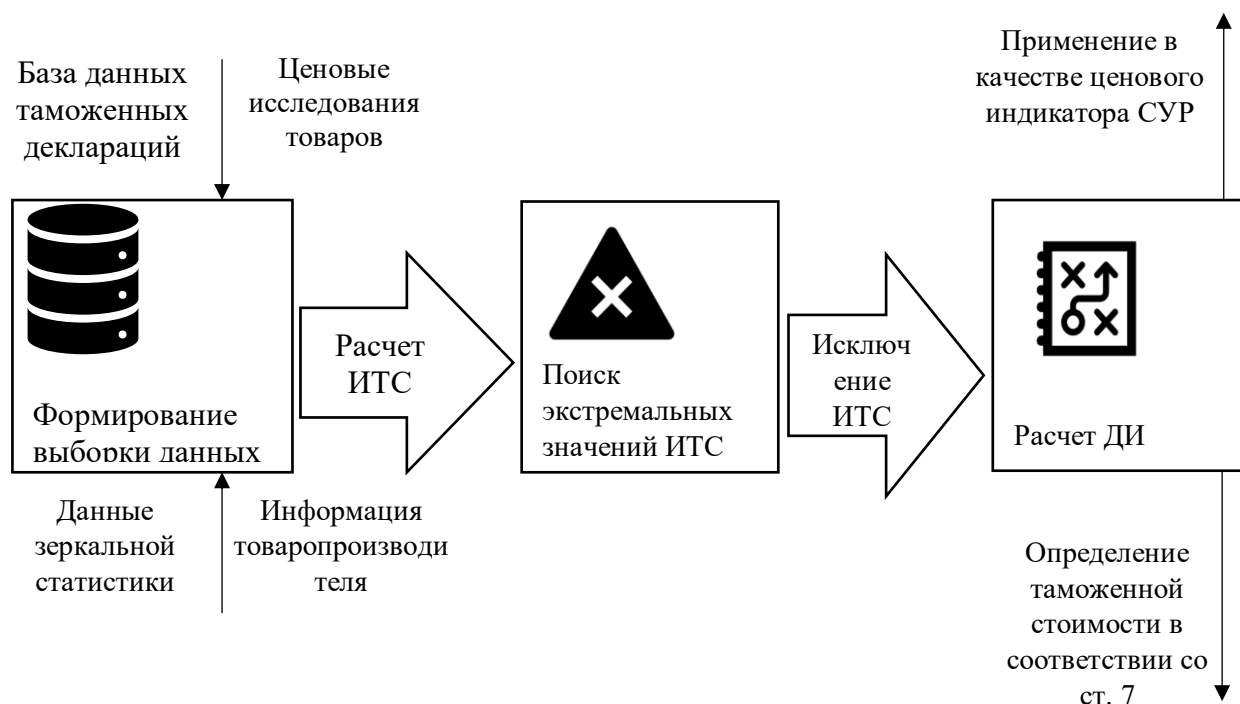 База данных
таможенных
деклараций
Ценовые
исследования
товаров
Формирование
выборки данных
Данные
зеркальной
статистики
Информация
товаропроизводи
теля
Расчет
ИТС
Поиск
экстремальных
значений ИТС
Исключ
ение
ИТС
Применение в
качестве ценового
индикатора СУР
Расчет ДИ
Определение
таможенной
стоимости в
соответствии со
ст. 7